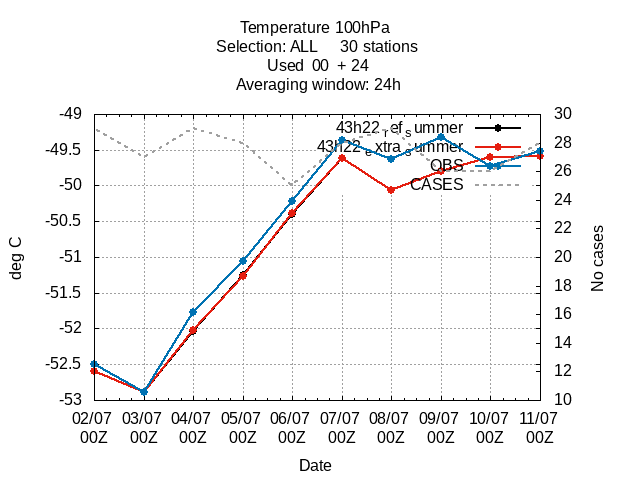 Temperature 100hPa
Selection: ALL 30 stations
Used 00 + 24
Averaging window: 24h
-49
-49.5
-50
-50.5
-51
-51.5
-52
-52.5
-53
deg C
30
28
26
24
22
20
18
16
14
12
10
No cases
43h22_ref_summer
43h22_extra_summer
OBS
CASES
02/07 03/07 04/07 05/07 06/07 07/07 08/07 09/07 10/07 11/07
00Z 00Z 00Z 00Z 00Z 00Z 00Z 00Z 00Z 00Z
Date